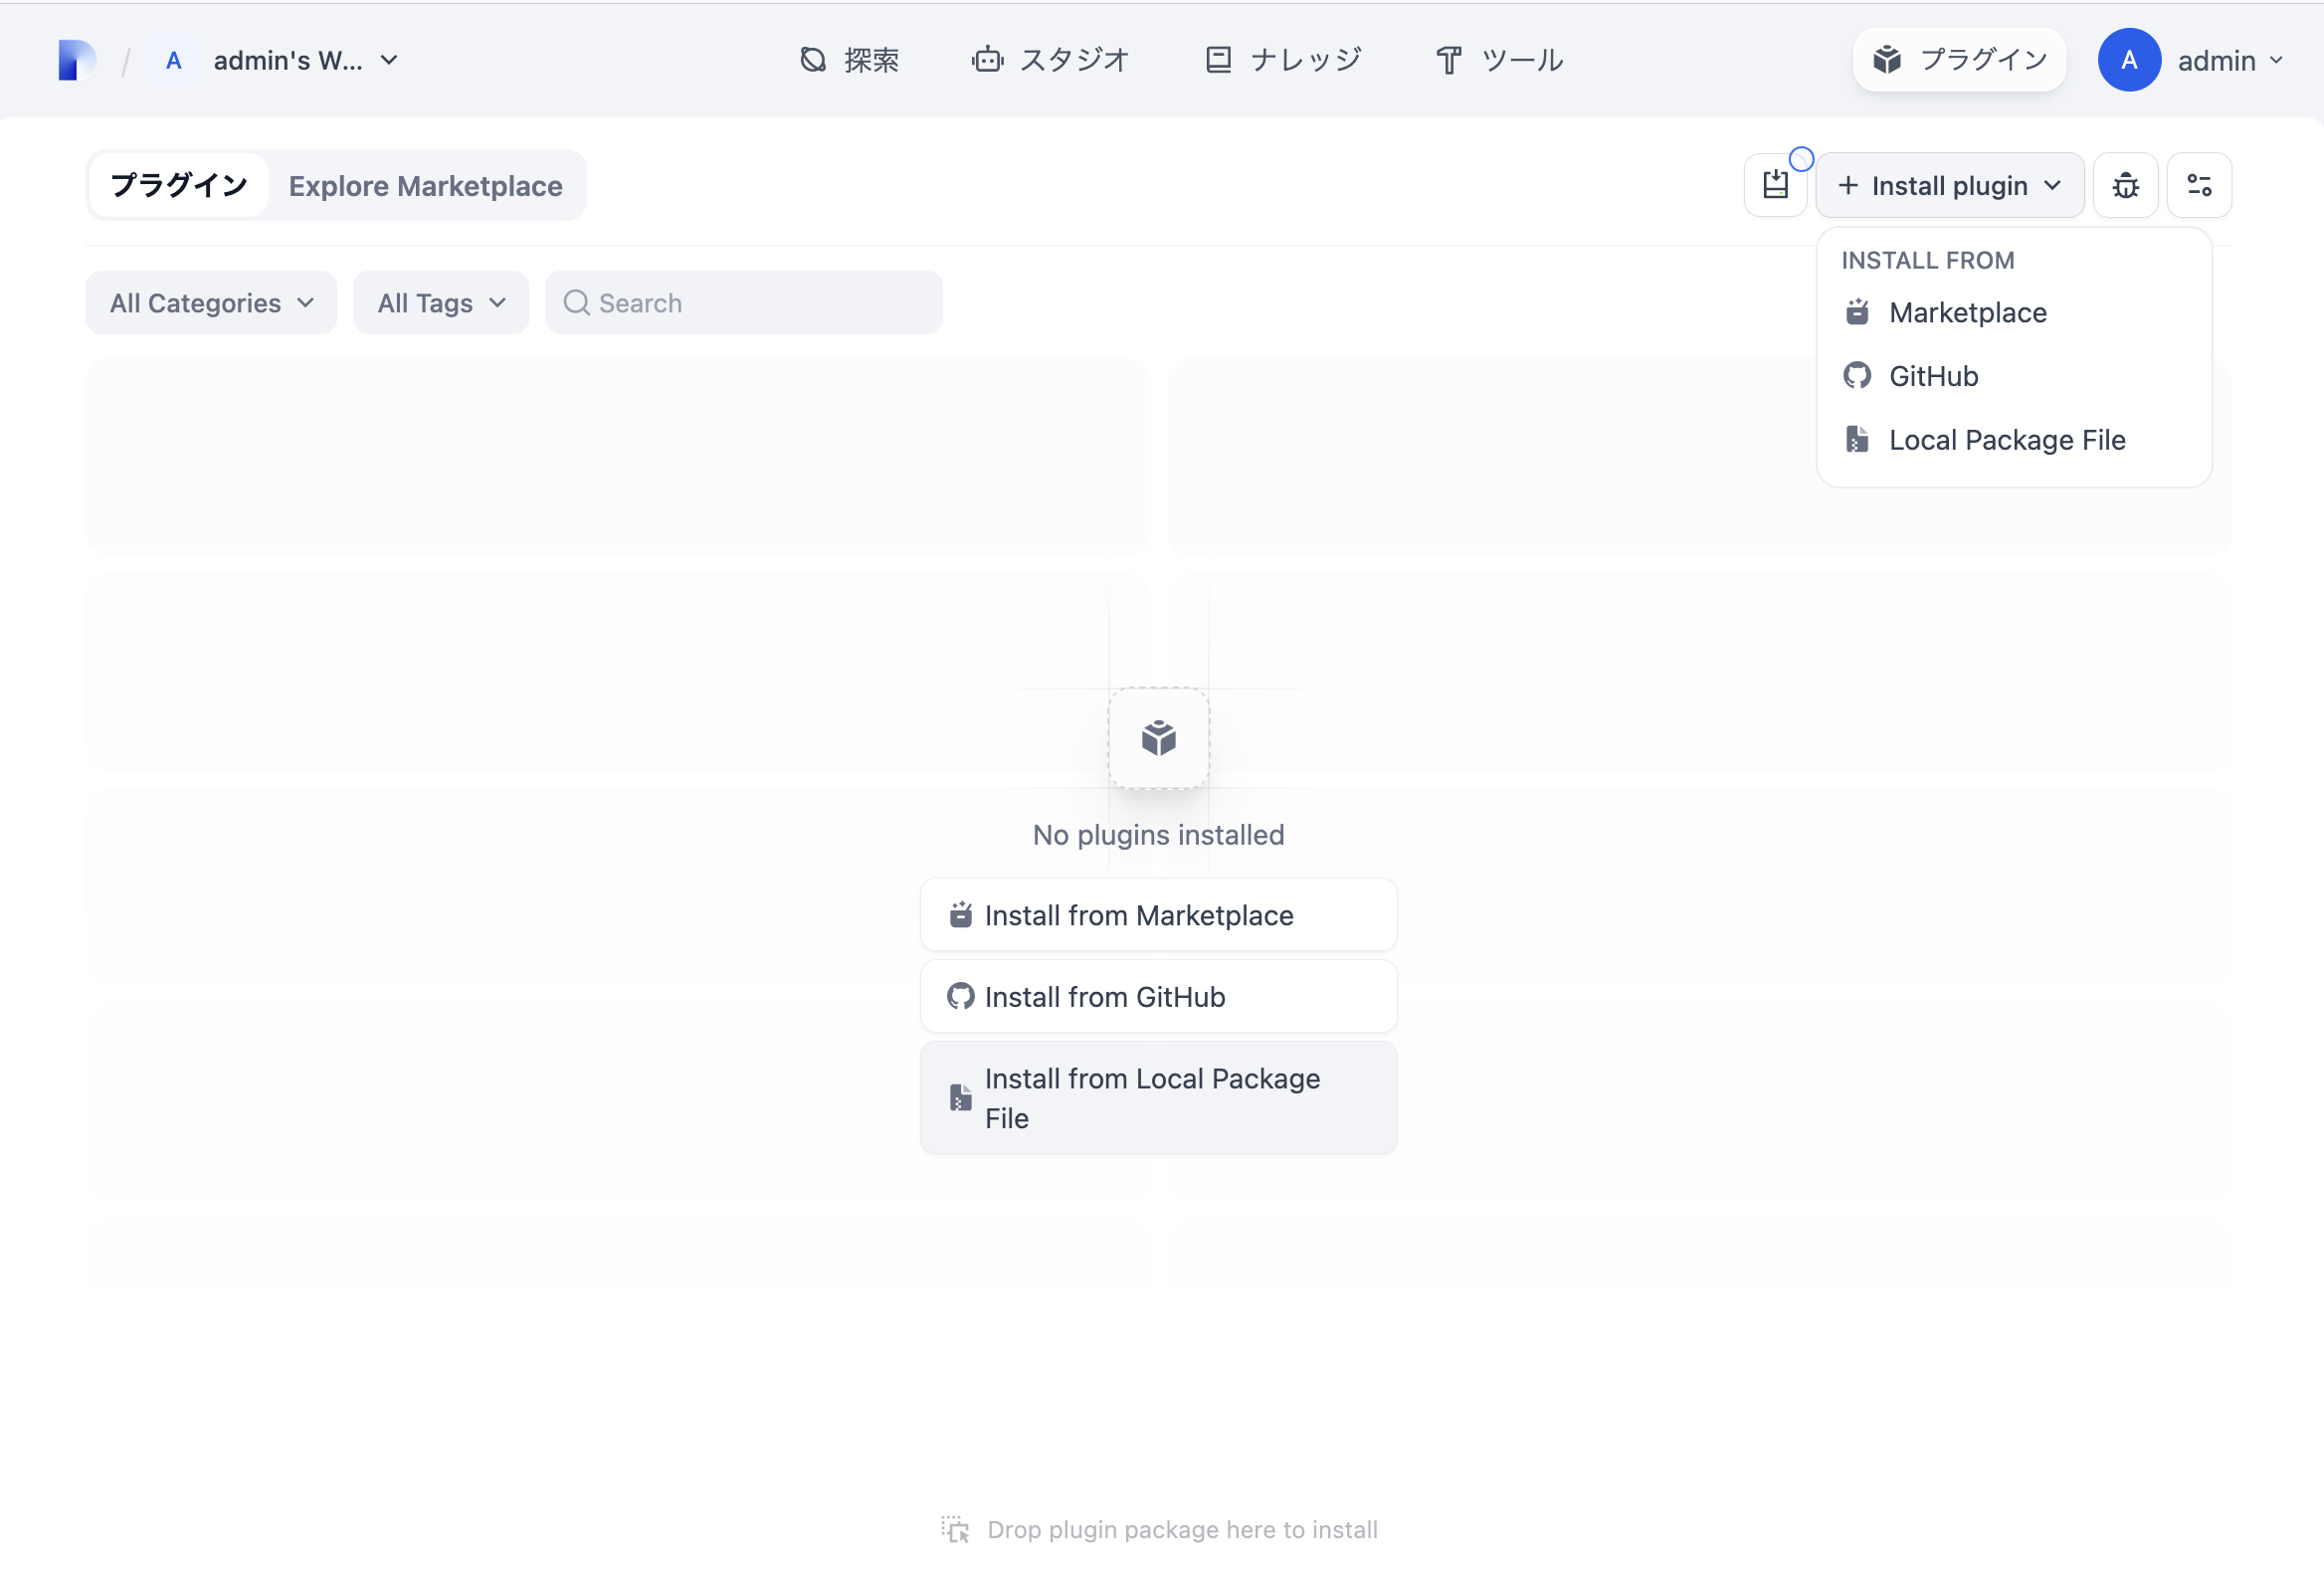 / A admin's W...
探索
スタジオ
ナレッジ
ツール
プラグイン
A admin
プラグイン
Explore Marketplace
+ Install plugin
INSTALL FROM
Marketplace
GitHub
Local Package File
All Categories
All Tags
Search
No plugins installed
Install from Marketplace
Install from GitHub
Install from Local Package
File
Drop plugin package here to install